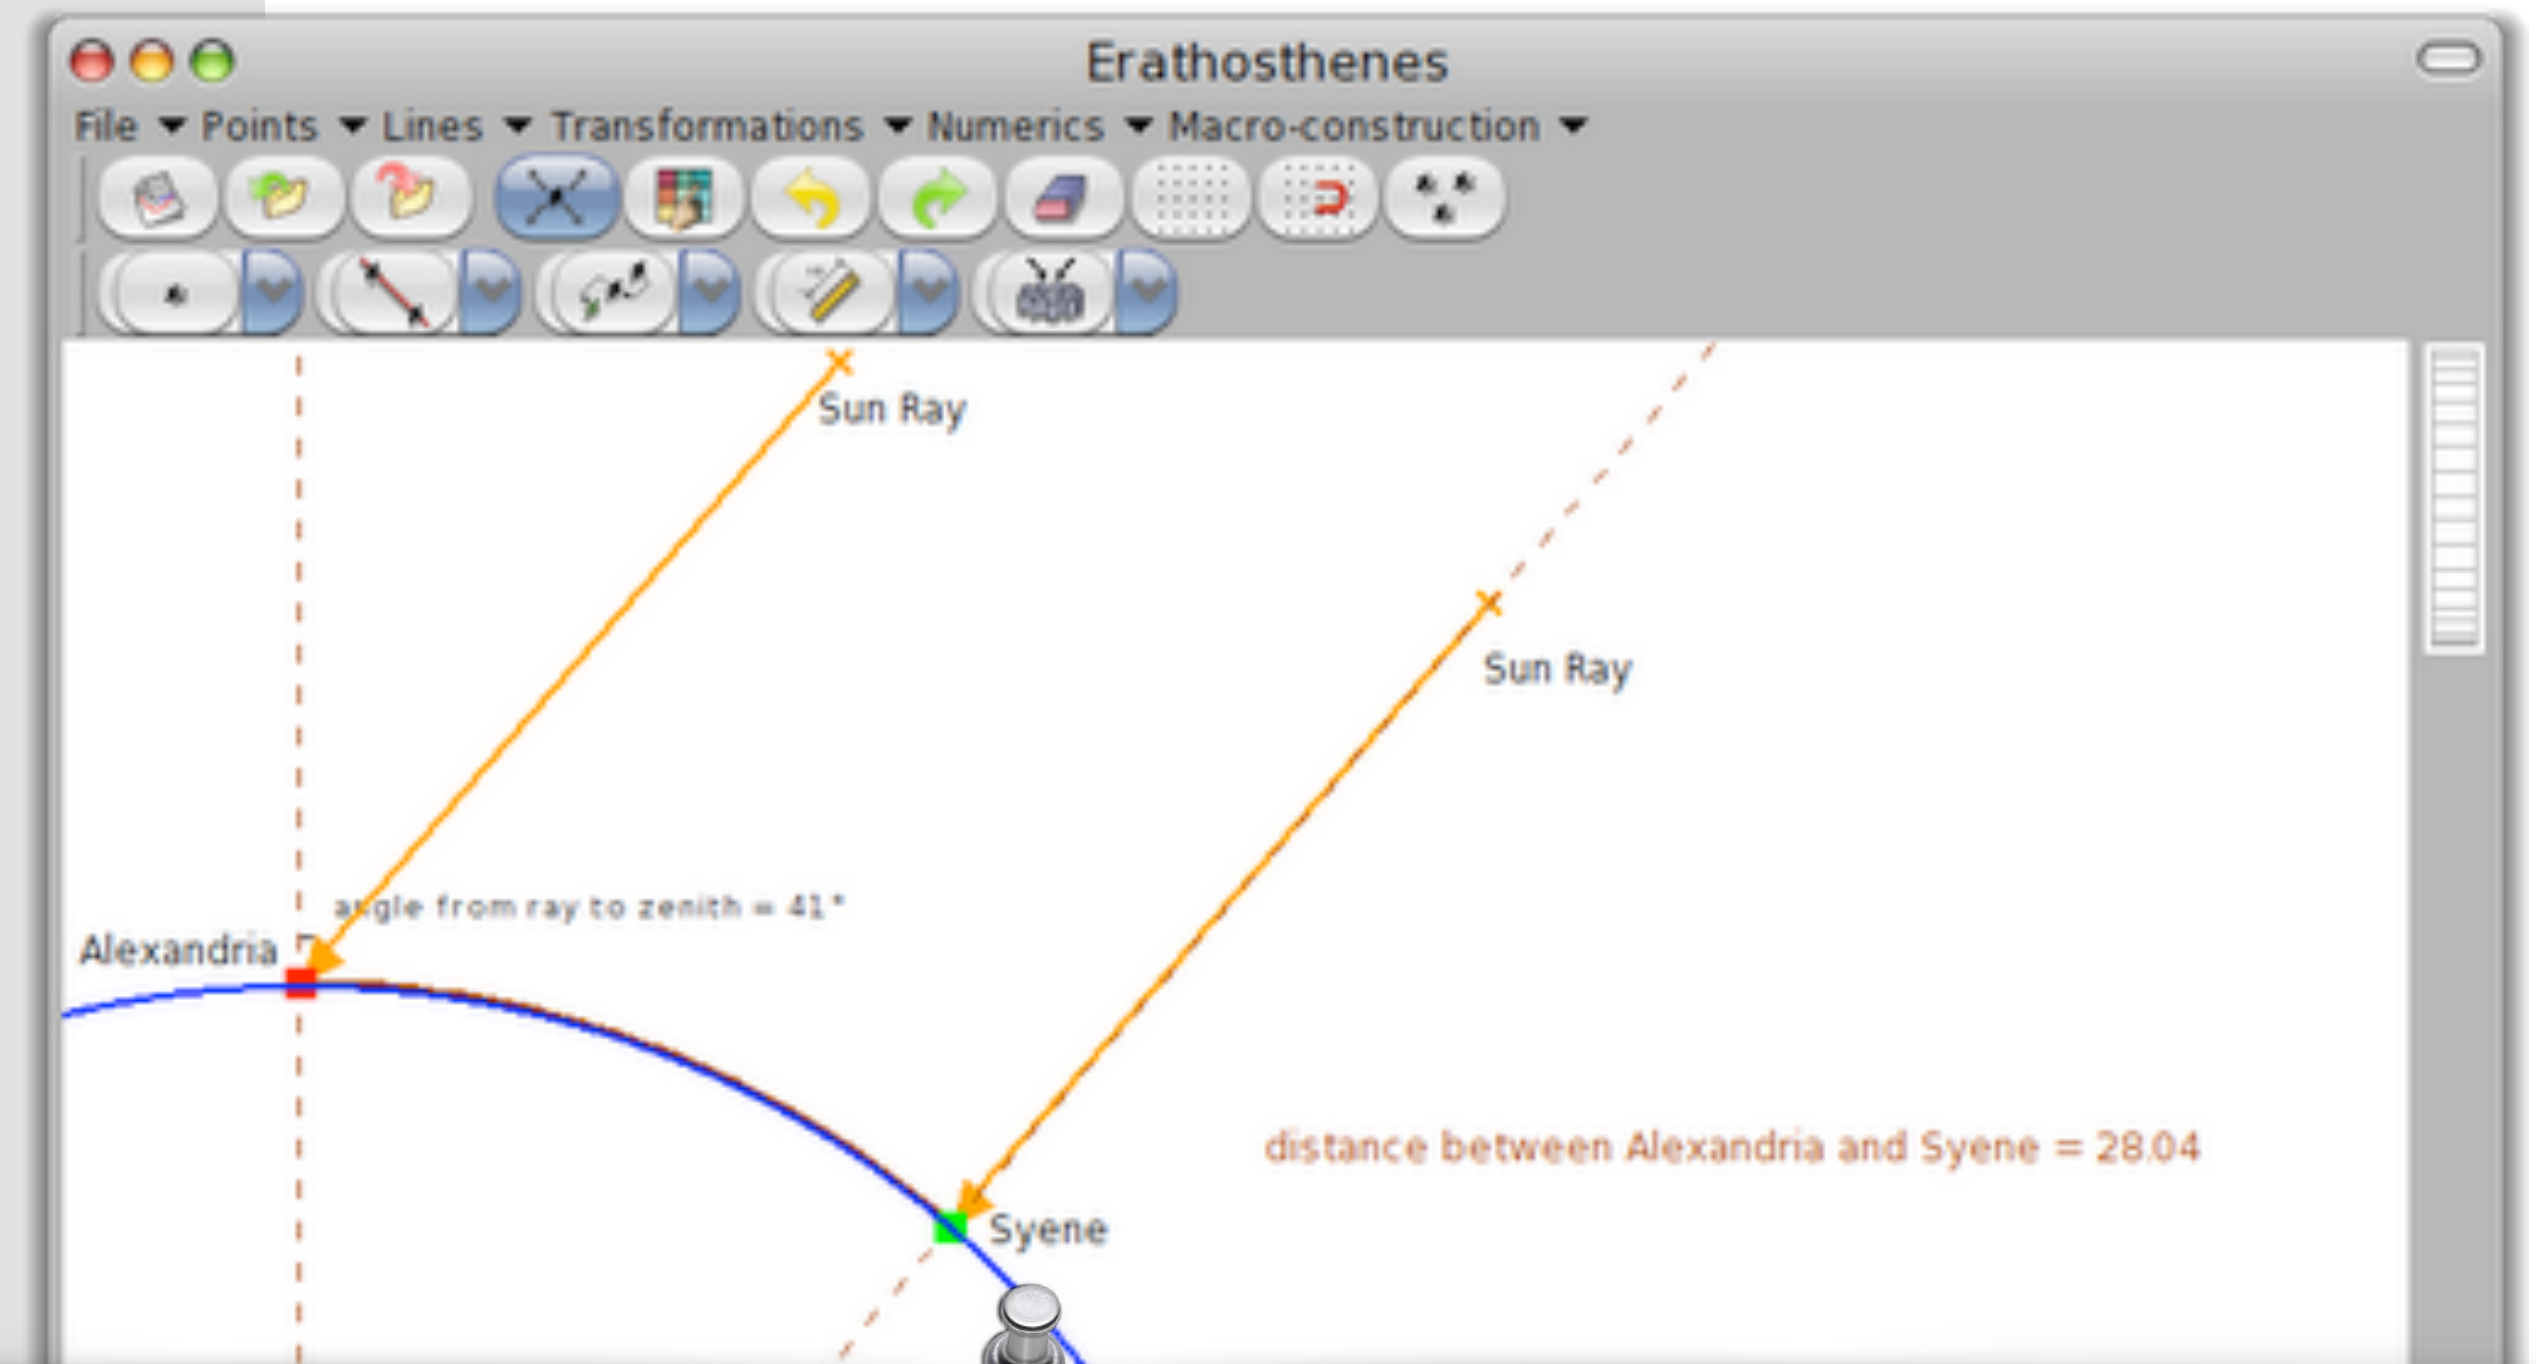 Erathosthenes
File Points Lines Transformations Numerics Macro-construction
Sun Ray
Sun Ray
angle from ray to zenith = 41°
Alexandria
distance between Alexandria and Syene = 28.04
Syene